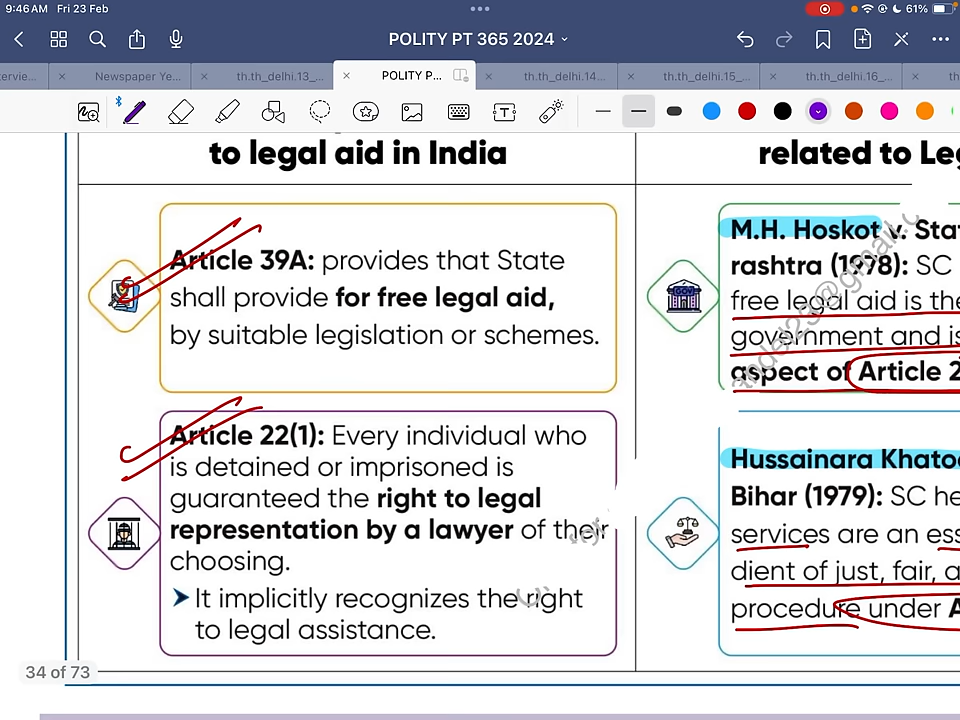 9:46 AM Fri 23 Feb
61%
POLITY PT 365 2024
Newspaper Ye...
th.th_delhi.13_...
POLITY P...
th.th_delhi.14...
th.th_delhi.15_...
th.th_delhi.16_...
to legal aid in India
Article 39A: provides that State
shall provide for free legal aid,
by suitable legislation or schemes.
Article 22(1): Every individual who
is detained or imprisoned is
guaranteed the right to legal
representation by a lawyer of their
choosing.
It implicitly recognizes the right
to legal assistance.
related to Le
M.H. Hoskot v. Sta
rashtra (1978): SC
free legal aid is the
government and is
aspect of Article 2
Hussainara Khato
Bihar (1979): SC he
services are an ess
dient of just, fair, a
procedure under A
34 of 73